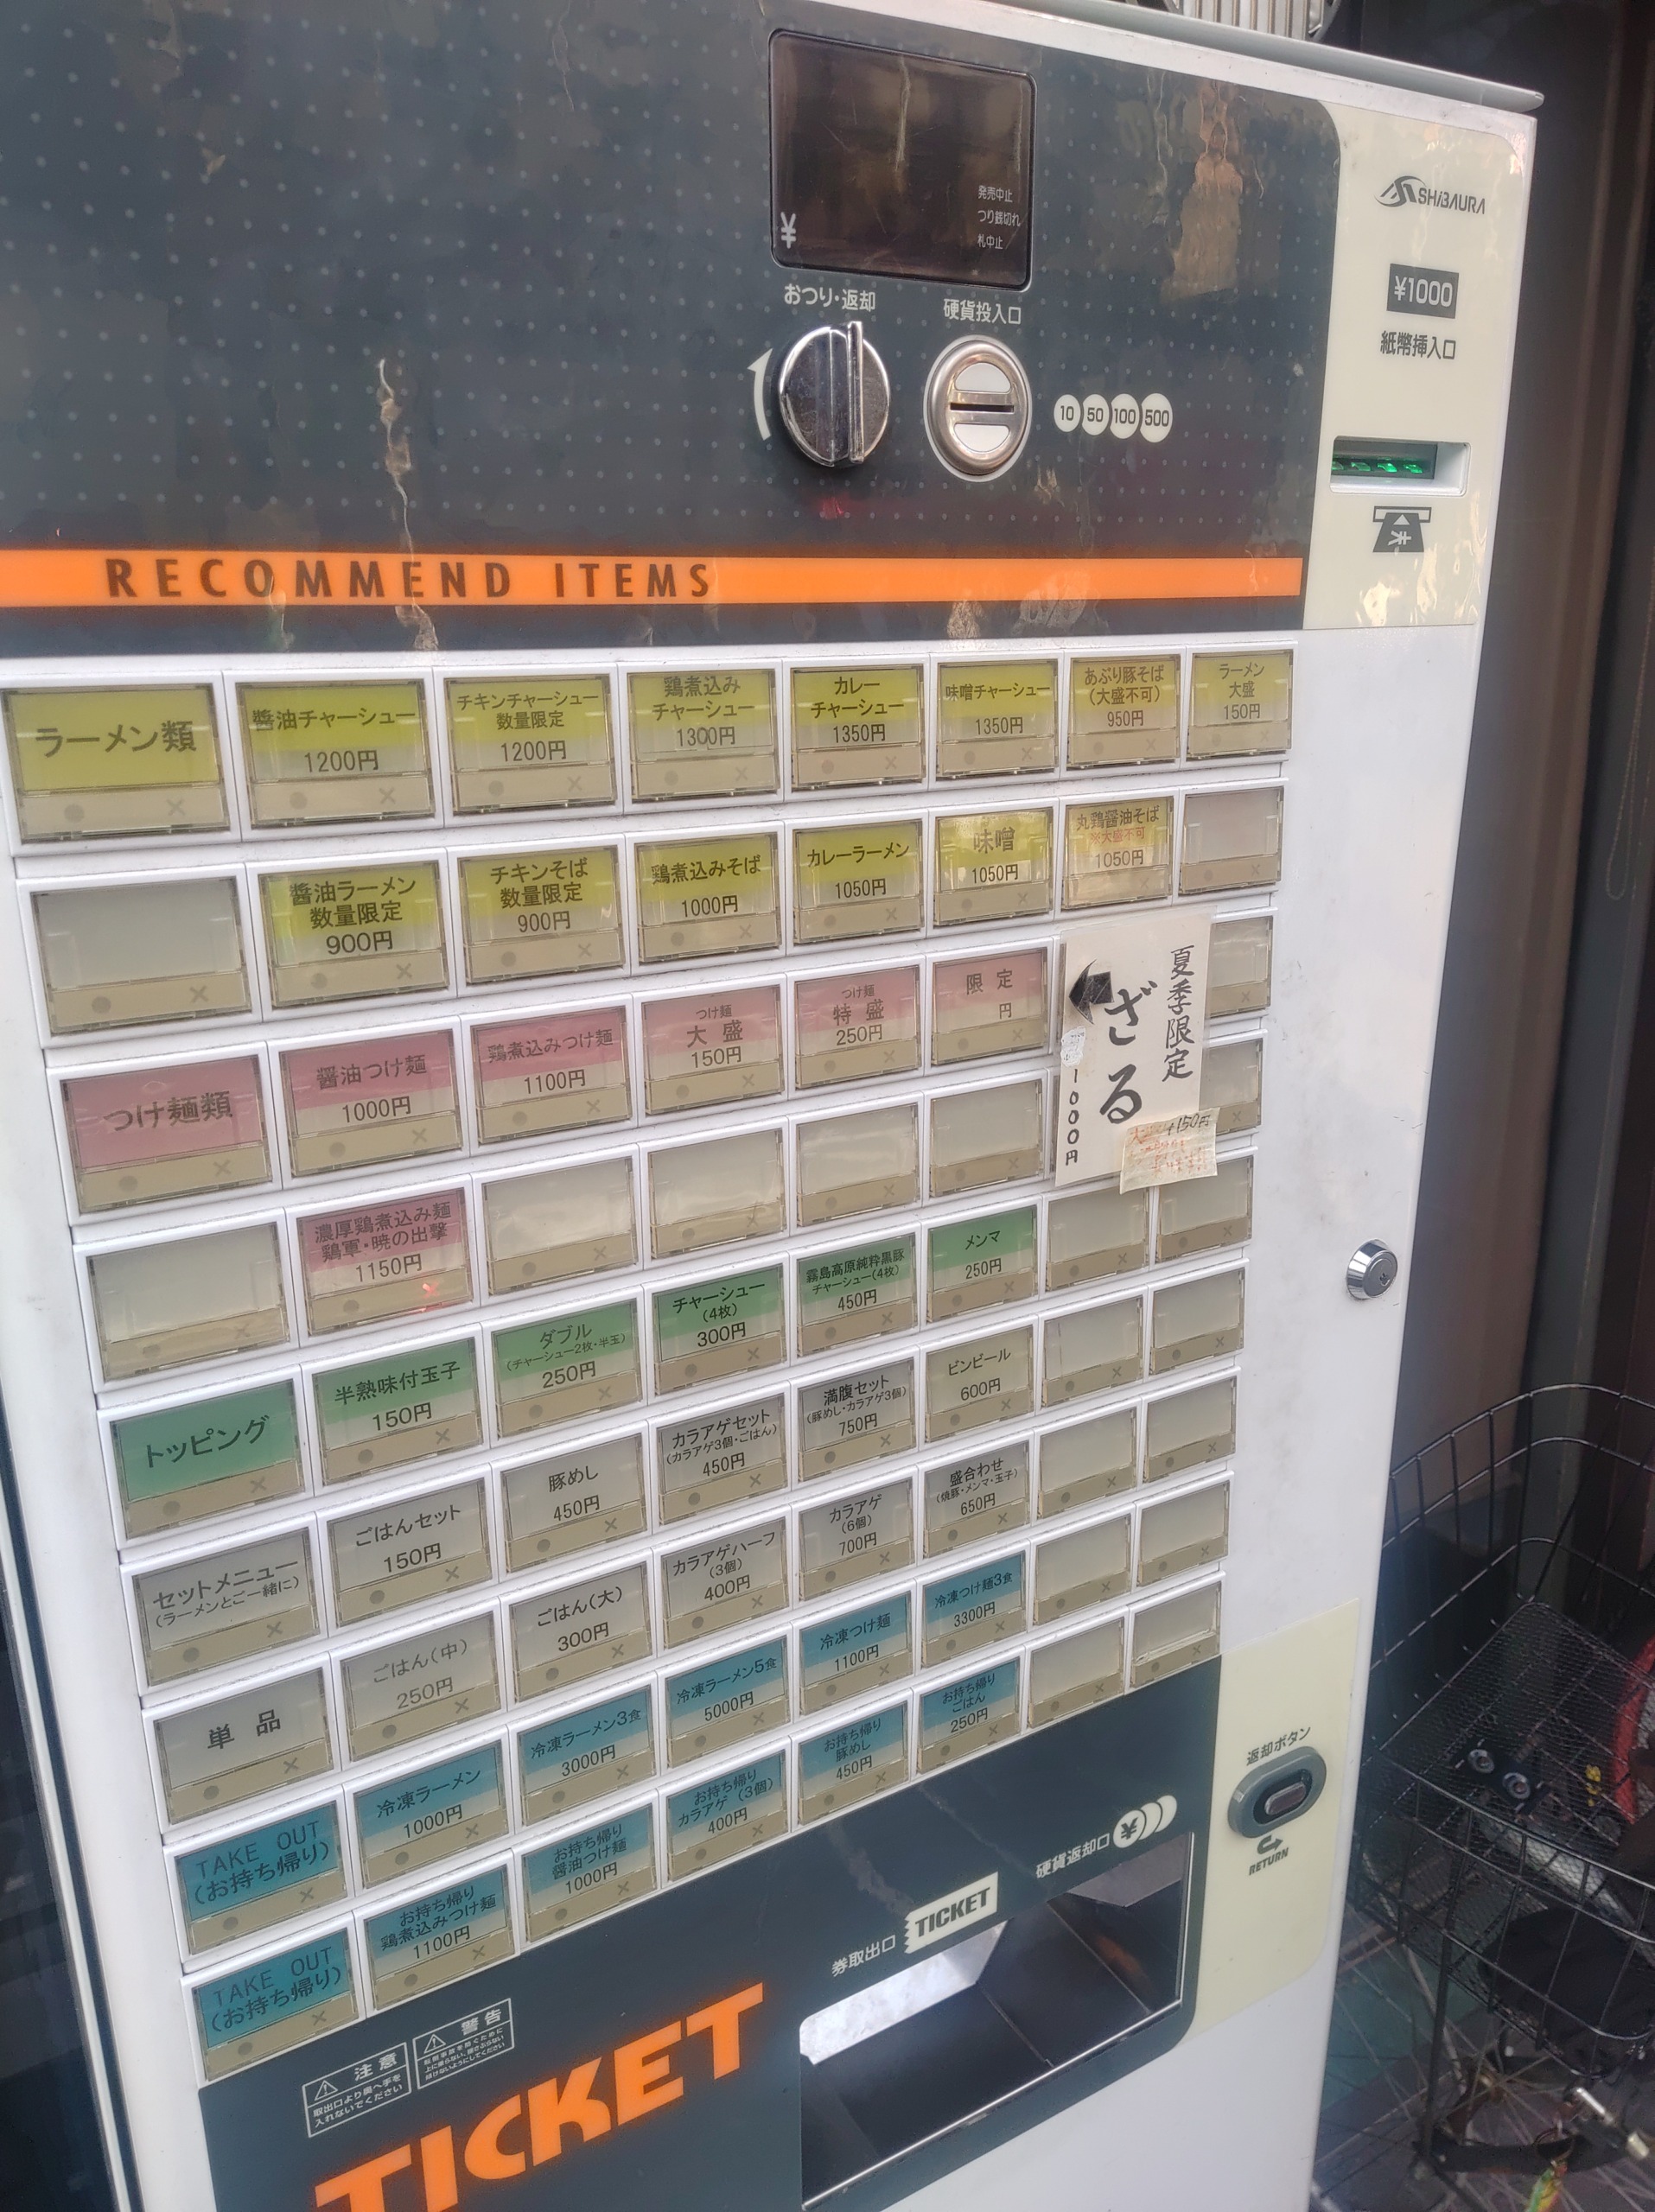 SHIBAURA
¥1000
紙幣挿入口
発売中止
つり銭切れ
札中止
¥
おつり・返却
硬貨投入口
10 50 100 500
RECOMMEND ITEMS
ラーメン類
醤油チャーシュー
1200円
チキンチャーシュー
数量限定
1200円
鶏煮込み
チャーシュー
1300円
カレー
チャーシュー
1350円
味噌チャーシュー
1350円
あぶり豚そば
(大盛不可)
950円
ラーメン
大盛
150円
醤油ラーメン
数量限定
900円
チキンそば
数量限定
900円
鶏煮込みそば
1000円
カレーラーメン
1050円
味噌
1050円
丸鶏醤油そば
※大盛不可
1050円
つけ麺類
醤油つけ麺
1000円
鶏煮込みつけ麺
1100円
つけ麺
大盛
150円
つけ麺
特盛
250円
限定
円
夏季限定
ざる
1000円
+150円
濃厚鶏煮込み麺
鶏軍・暁の出撃
1150円
トッピング
半熟味付玉子
150円
ダブル
(チャーシュー2枚・半玉)
250円
チャーシュー
(4枚)
300円
霧島高原純粋黒豚
チャーシュー(4枚)
450円
メンマ
250円
セットメニュー
(ラーメンとご一緒に)
ごはんセット
150円
豚めし
450円
カラアゲセット
(カラアゲ3個・ごはん)
450円
満腹セット
(豚めし・カラアゲ3個)
750円
ビンビール
600円
単品
ごはん(中)
250円
ごはん(大)
300円
カラアゲハーフ
(3個)
400円
カラアゲ
(6個)
700円
盛合わせ
(焼豚・メンマ・玉子)
650円
TAKE OUT
(お持ち帰り)
冷凍ラーメン
1000円
冷凍ラーメン3食
3000円
冷凍ラーメン5食
5000円
冷凍つけ麺
1100円
冷凍つけ麺3食
3300円
TAKE OUT
(お持ち帰り)
お持ち帰り
鶏煮込みつけ麺
1100円
お持ち帰り
醤油つけ麺
1000円
お持ち帰り
カラアゲ(3個)
400円
お持ち帰り
豚めし
450円
お持ち帰り
ごはん
250円
返却ボタン
RETURN
硬貨返却口
¥
券取出口
TICKET
注意
取出口より奥へ手を
入れないでください
警告
TICKET